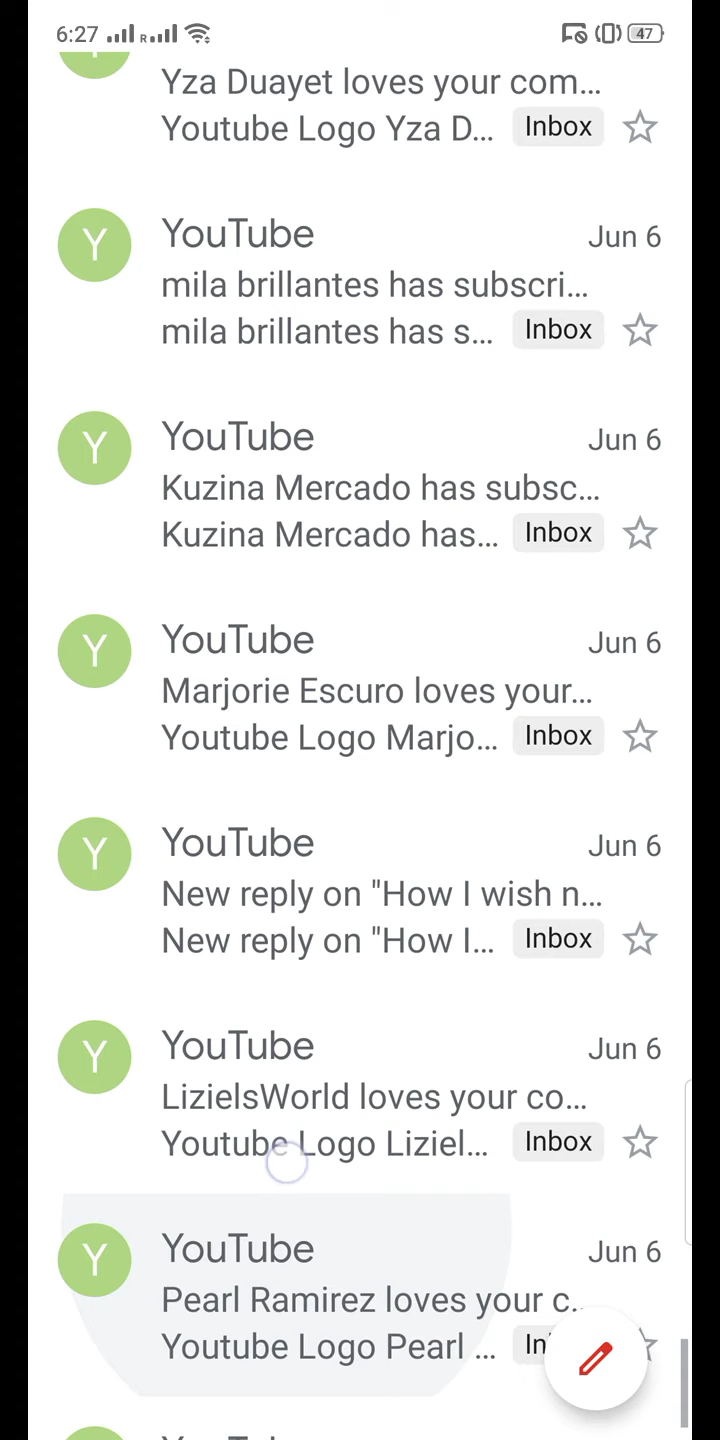 6:27 R 47
Yza Duayet loves your com...
Youtube Logo Yza D... Inbox
Y YouTube Jun 6
mila brillantes has subscri...
mila brillantes has s... Inbox
Y YouTube Jun 6
Kuzina Mercado has subsc...
Kuzina Mercado has... Inbox
Y YouTube Jun 6
Marjorie Escuro loves your...
Youtube Logo Marjo... Inbox
Y YouTube Jun 6
New reply on "How I wish n...
New reply on "How I... Inbox
Y YouTube Jun 6
LizielsWorld loves your co...
Youtube Logo Liziel... Inbox
Y YouTube Jun 6
Pearl Ramirez loves your c...
Youtube Logo Pearl ... In